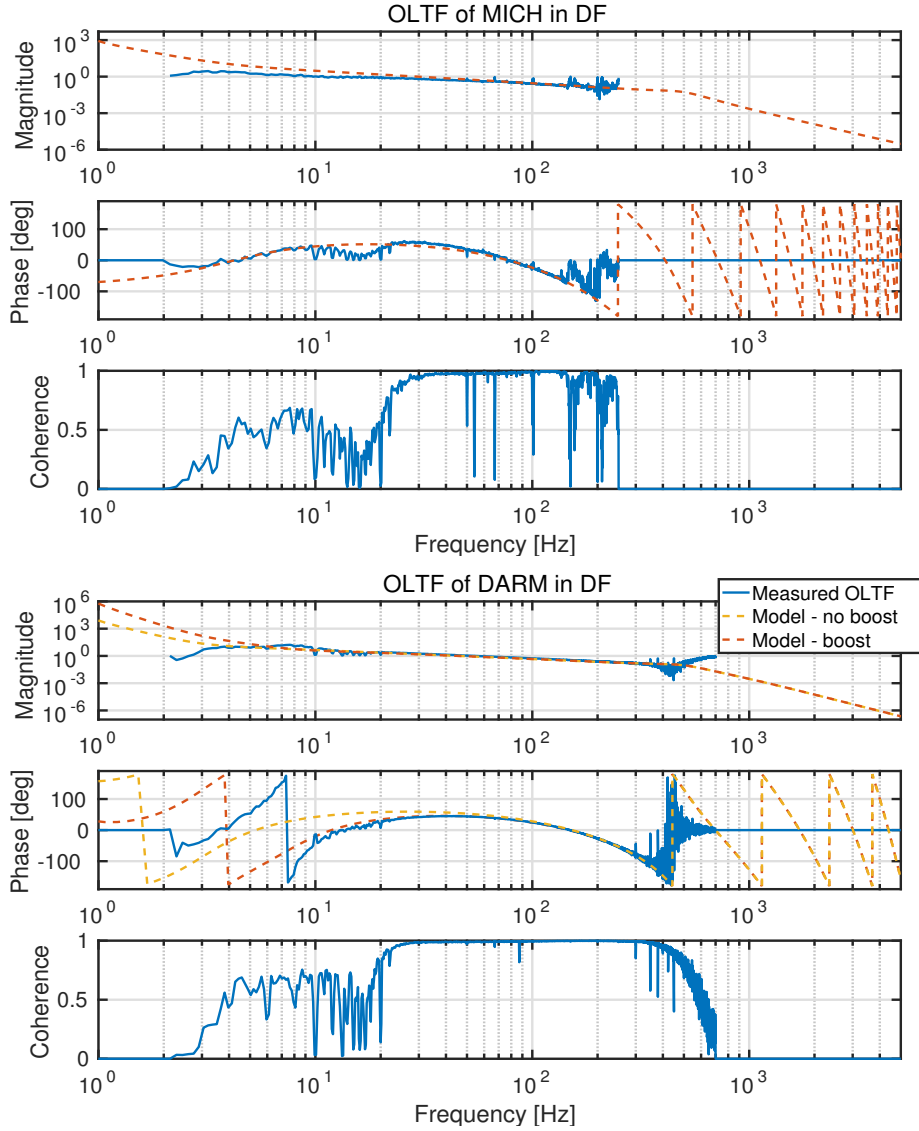 OLTF of MICH in DF
Magnitude
10^3
10^0
10^-3
10^-6
10^0 10^1 10^2 10^3
Phase [deg]
100
0
-100
10^0 10^1 10^2 10^3
Coherence
1
0.5
0
10^0 10^1 10^2 10^3
Frequency [Hz]
OLTF of DARM in DF
Measured OLTF
Model - no boost
Model - boost
Magnitude
10^6
10^3
10^0
10^-3
10^-6
10^0 10^1 10^2 10^3
Phase [deg]
100
0
-100
10^0 10^1 10^2 10^3
Coherence
1
0.5
0
10^0 10^1 10^2 10^3
Frequency [Hz]